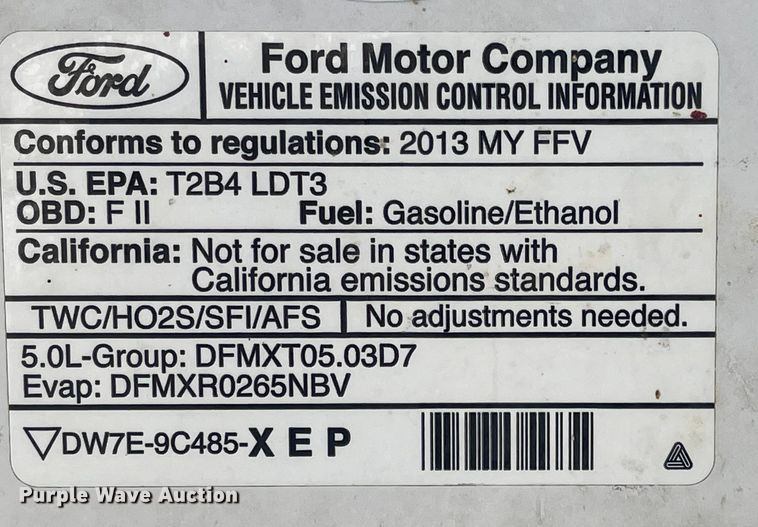 Ford
Ford Motor Company
VEHICLE EMISSION CONTROL INFORMATION
Conforms to regulations: 2013 MY FFV
U.S. EPA: T2B4 LDT3
OBD: F II Fuel: Gasoline/Ethanol
California: Not for sale in states with
California emissions standards.
TWC/HO2S/SFI/AFS No adjustments needed.
5.0L-Group: DFMXT05.03D7
Evap: DFMXR0265NBV
DW7E-9C485-X E P
Purple Wave Auction